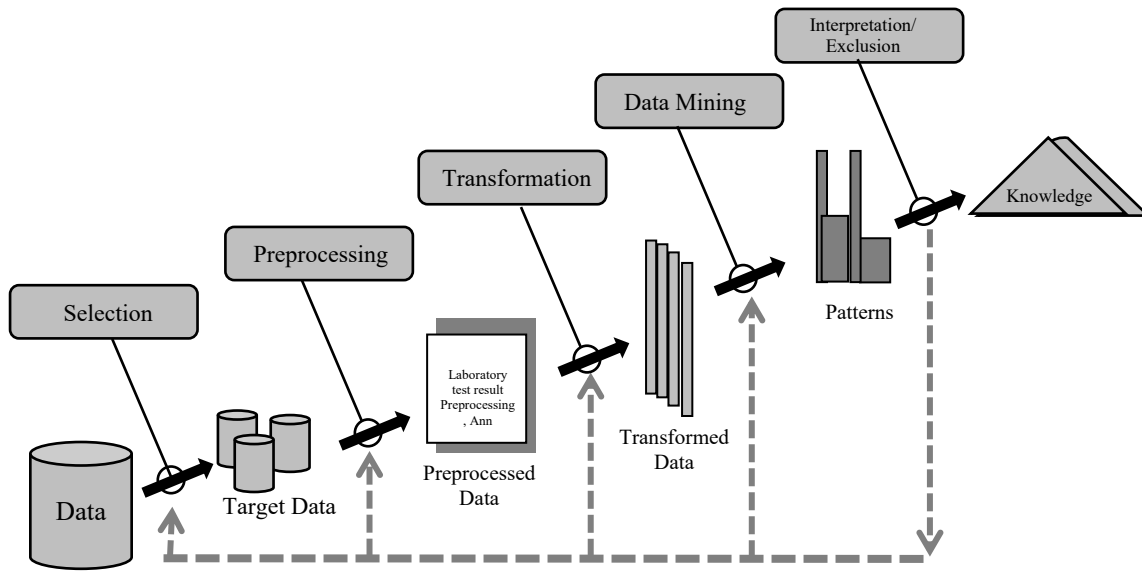 Interpretation/
Exclusion
Data Mining
Transformation
Knowledge
Preprocessing
Selection
Patterns
Laboratory
test result
Preprocessing
, Ann
Transformed
Data
Preprocessed
Data
Target Data
Data